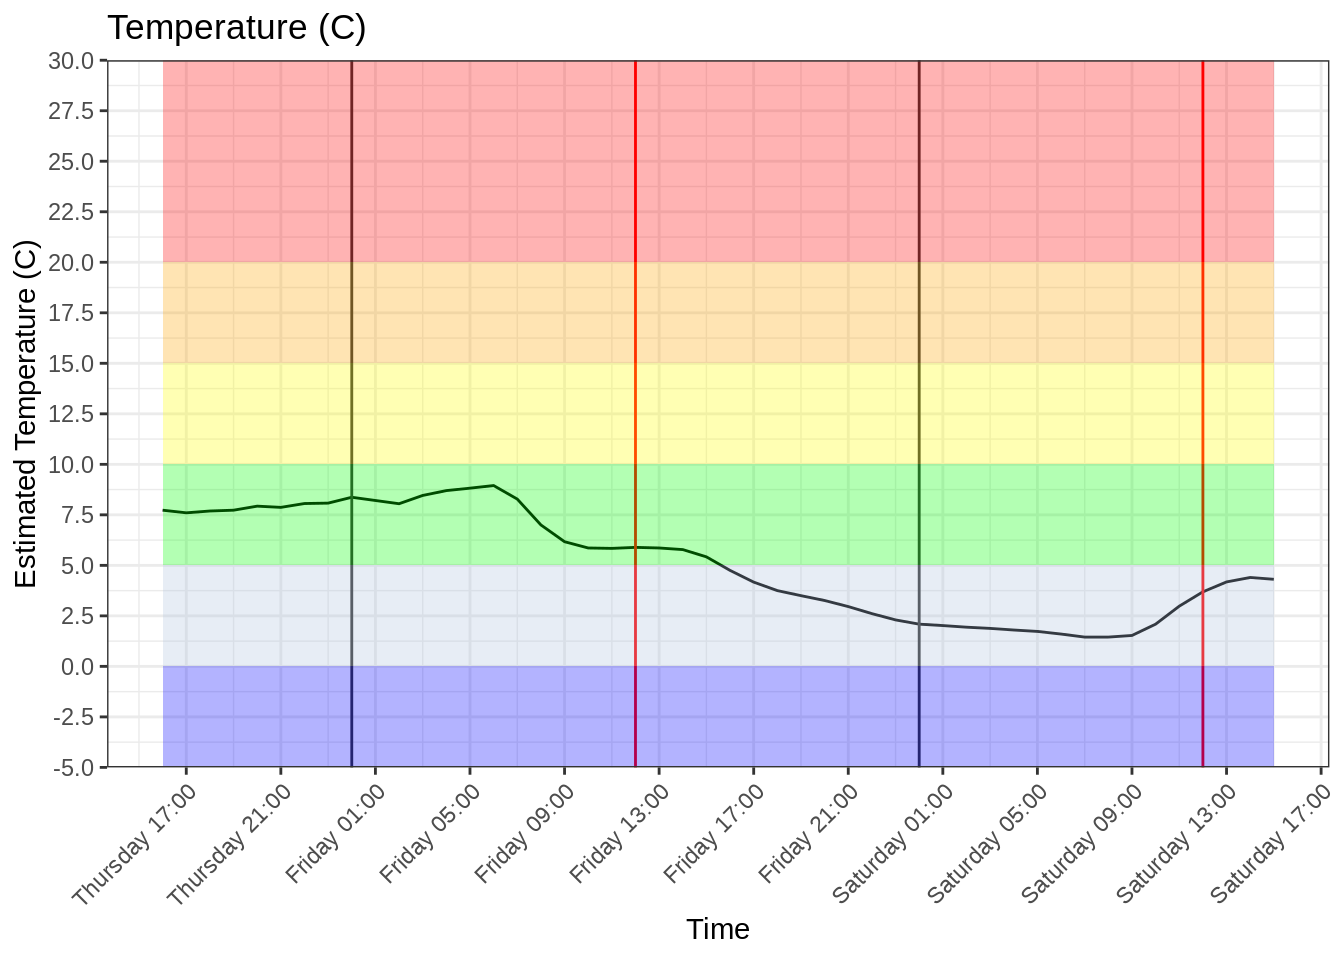 Temperature (C)
Estimated Temperature (C)
30.0
27.5
25.0
22.5
20.0
17.5
15.0
12.5
10.0
7.5
5.0
2.5
0.0
-2.5
-5.0
Thursday 17:00
Thursday 21:00
Friday 01:00
Friday 05:00
Friday 09:00
Friday 13:00
Friday 17:00
Friday 21:00
Saturday 01:00
Saturday 05:00
Saturday 09:00
Saturday 13:00
Saturday 17:00
Time